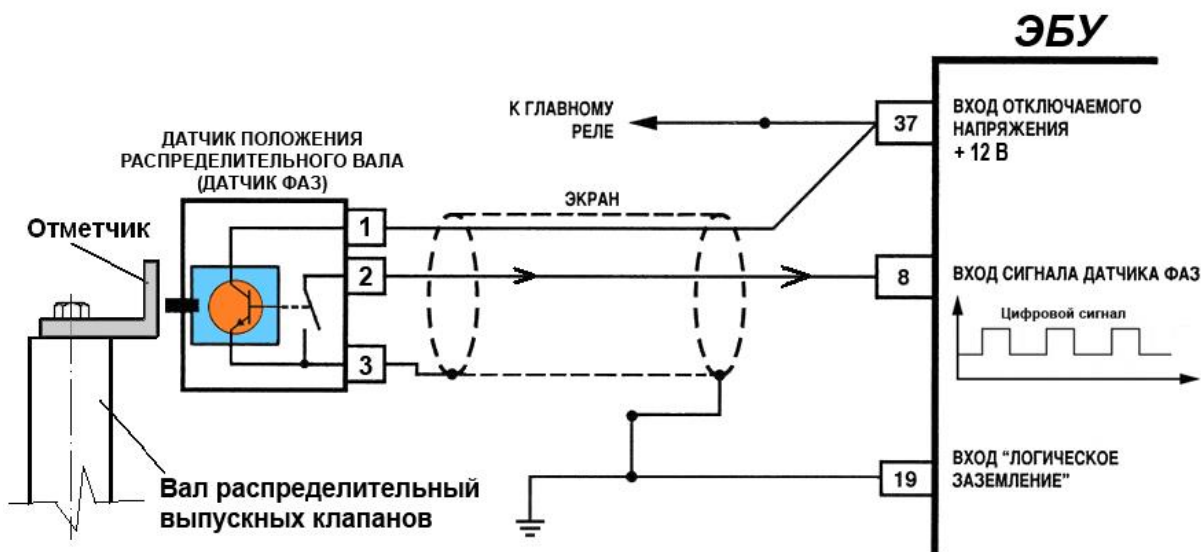 ЭБУ
К ГЛАВНОМУ
РЕЛЕ
37
ВХОД ОТКЛЮЧАЕМОГО
НАПРЯЖЕНИЯ
+ 12 В
ДАТЧИК ПОЛОЖЕНИЯ
РАСПРЕДЕЛИТЕЛЬНОГО ВАЛА
(ДАТЧИК ФАЗ)
ЭКРАН
Отметчик
1
2
3
8
ВХОД СИГНАЛА ДАТЧИКА ФАЗ
Цифровой сигнал
19
ВХОД "ЛОГИЧЕСКОЕ
ЗАЗЕМЛЕНИЕ"
Вал распределительный
выпускных клапанов